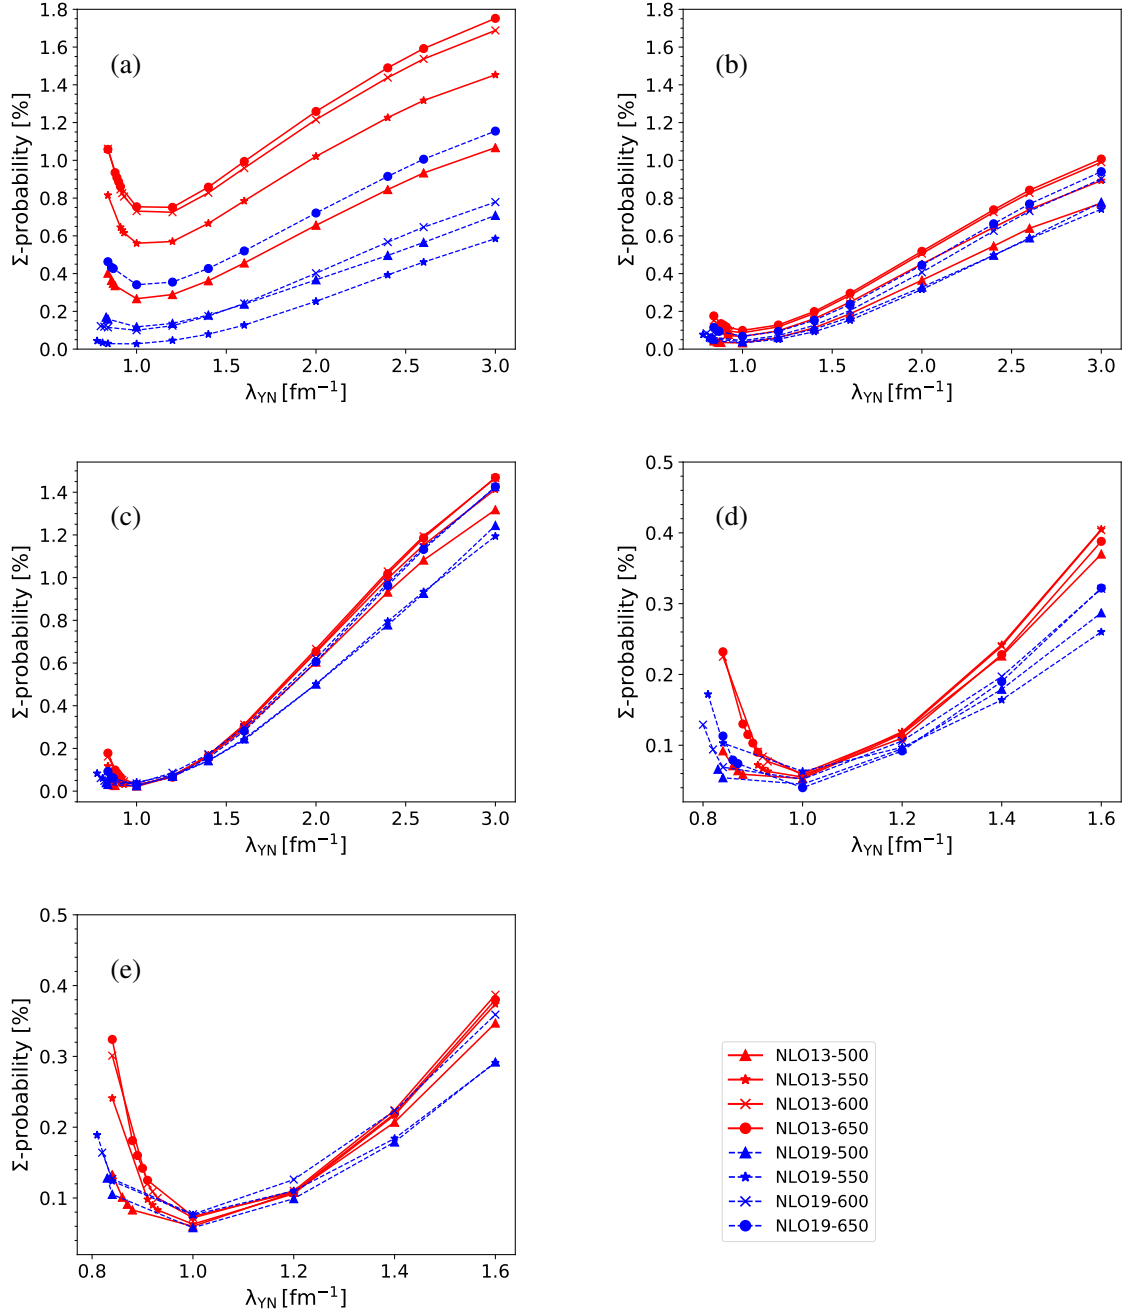 (a)
Σ-probability [%]
1.8
1.6
1.4
1.2
1.0
0.8
0.6
0.4
0.2
0.0
1.0 1.5 2.0 2.5 3.0
λYN [fm⁻¹]
(b)
Σ-probability [%]
1.8
1.6
1.4
1.2
1.0
0.8
0.6
0.4
0.2
0.0
1.0 1.5 2.0 2.5 3.0
λYN [fm⁻¹]
(c)
Σ-probability [%]
1.4
1.2
1.0
0.8
0.6
0.4
0.2
0.0
1.0 1.5 2.0 2.5 3.0
λYN [fm⁻¹]
(d)
Σ-probability [%]
0.5
0.4
0.3
0.2
0.1
0.8 1.0 1.2 1.4 1.6
λYN [fm⁻¹]
(e)
Σ-probability [%]
0.5
0.4
0.3
0.2
0.1
0.8 1.0 1.2 1.4 1.6
λYN [fm⁻¹]
NLO13-500
NLO13-550
NLO13-600
NLO13-650
NLO19-500
NLO19-550
NLO19-600
NLO19-650